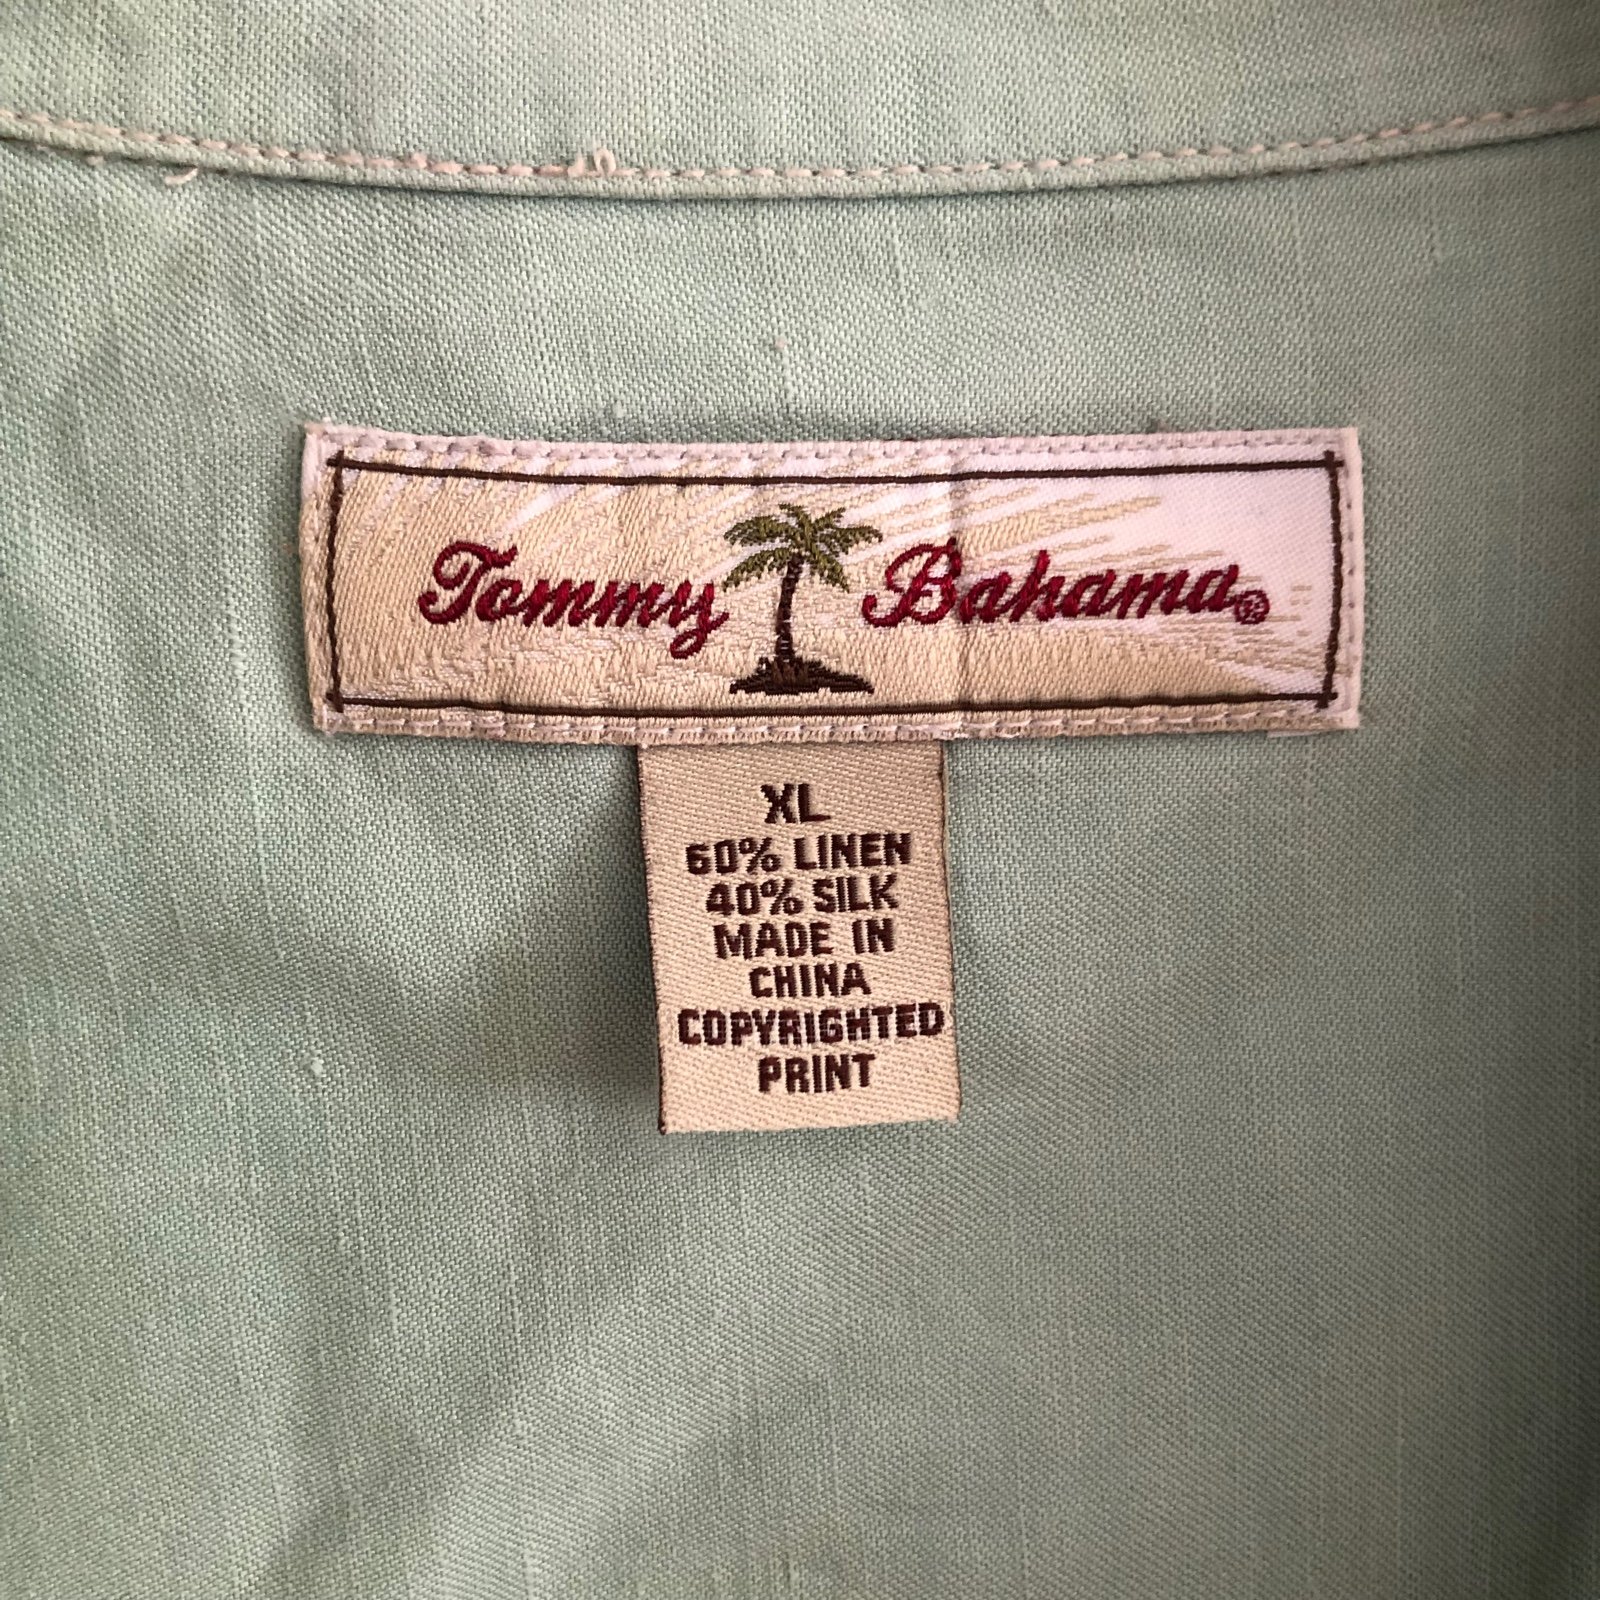 Tommy Bahama®
XL
60% LINEN
40% SILK
MADE IN
CHINA
COPYRIGHTED
PRINT